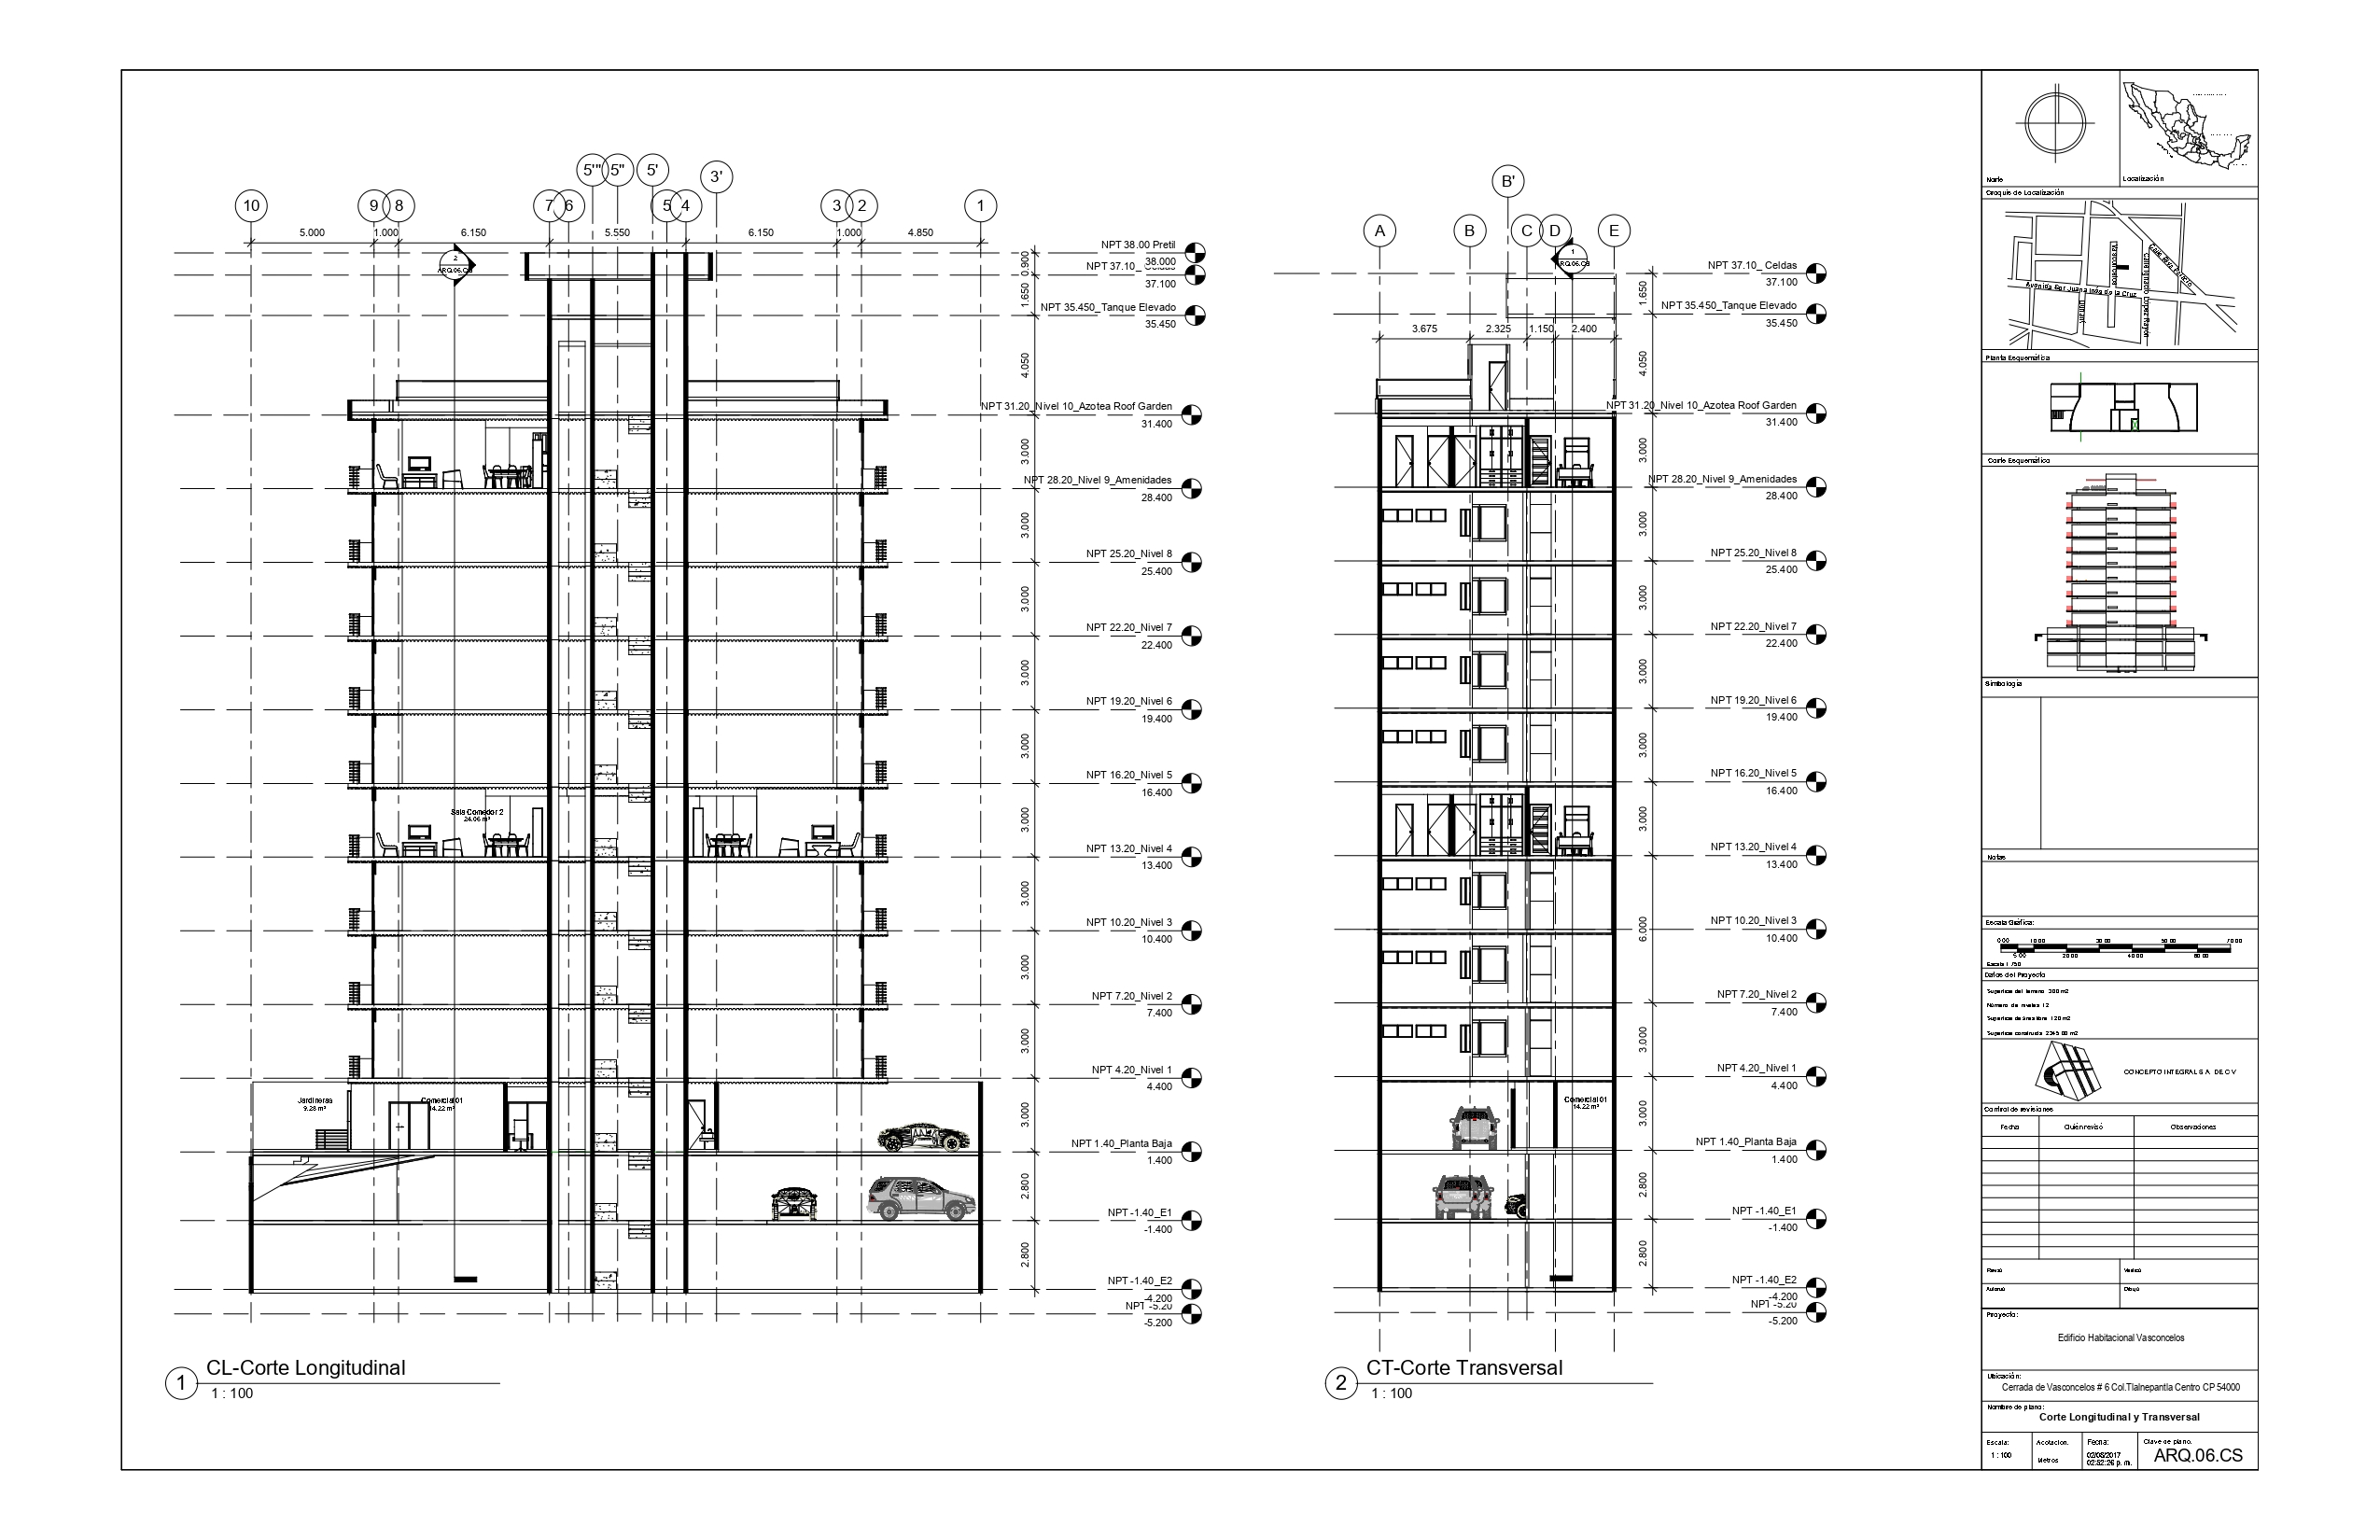 5'"
5"
5'
3'
10
9
8
7
6
5
4
3
2
1
5.000
1.000
6.150
5.550
6.150
1.000
4.850
2
ARQ.06.CS
NPT 38.00 Pretil
38.000
NPT 37.10_ Celdas
37.100
NPT 35.450_Tanque Elevado
35.450
NPT 31.20_Nivel 10_Azotea Roof Garden
31.400
NPT 28.20_Nivel 9_Amenidades
28.400
NPT 25.20_Nivel 8
25.400
NPT 22.20_Nivel 7
22.400
NPT 19.20_Nivel 6
19.400
NPT 16.20_Nivel 5
16.400
NPT 13.20_Nivel 4
13.400
NPT 10.20_Nivel 3
10.400
NPT 7.20_Nivel 2
7.400
NPT 4.20_Nivel 1
4.400
NPT 1.40_Planta Baja
1.400
NPT -1.40_E1
-1.400
NPT -1.40_E2
-4.200
NPT -5.20
-5.200
0.900
1.650
4.050
3.000
3.000
3.000
3.000
3.000
3.000
3.000
3.000
3.000
3.000
2.800
2.800
Sala Comedor 2
24.06 m²
Jardineras
9.28 m²
Comercial 01
14.22 m²
1
CL-Corte Longitudinal
1 : 100
B'
A
B
C
D
E
1
ARQ.06.CS
3.675
2.325
1.150
2.400
NPT 37.10_ Celdas
37.100
NPT 35.450_Tanque Elevado
35.450
NPT 31.20_Nivel 10_Azotea Roof Garden
31.400
NPT 28.20_Nivel 9_Amenidades
28.400
NPT 25.20_Nivel 8
25.400
NPT 22.20_Nivel 7
22.400
NPT 19.20_Nivel 6
19.400
NPT 16.20_Nivel 5
16.400
NPT 13.20_Nivel 4
13.400
NPT 10.20_Nivel 3
10.400
NPT 7.20_Nivel 2
7.400
NPT 4.20_Nivel 1
4.400
NPT 1.40_Planta Baja
1.400
NPT -1.40_E1
-1.400
NPT -1.40_E2
-4.200
NPT -5.20
-5.200
1.650
4.050
3.000
3.000
3.000
3.000
3.000
3.000
6.000
3.000
3.000
2.800
2.800
Comercial 01
14.22 m²
2
CT-Corte Transversal
1 : 100
Norte
Localización
Croquis de Localización
Avenida Sor Juana Inés de la Cruz
Calle Ignacio López Rayón
Planta Esquemática
Corte Esquemático
Simbología
Notas
Escala Gráfica:
0.00 10.00 30.00 50.00 70.00
5.00 20.00 40.00 60.00
Escala 1:750
Datos del Proyecto
Superficie del terreno 300 m2
Número de niveles 12
Superficie de área libre 120 m2
Superficie construida 2345.00 m2
CONCEPTO INTEGRAL S.A. DE C.V
Control de revisiones
Fecha
Quién revisó
Observaciones
Revisó
Autorizó
Dibujó
Proyecto:
Edificio Habitacional Vasconcelos
Ubicación:
Cerrada de Vasconcelos # 6 Col.Tlalnepantla Centro CP 54000
Nombre de plano:
Corte Longitudinal y Transversal
Escala:
1 : 100
Acotacion.
Metros
Fecha:
02/08/2017
02:52:26 p. m.
Clave de plano.
ARQ.06.CS